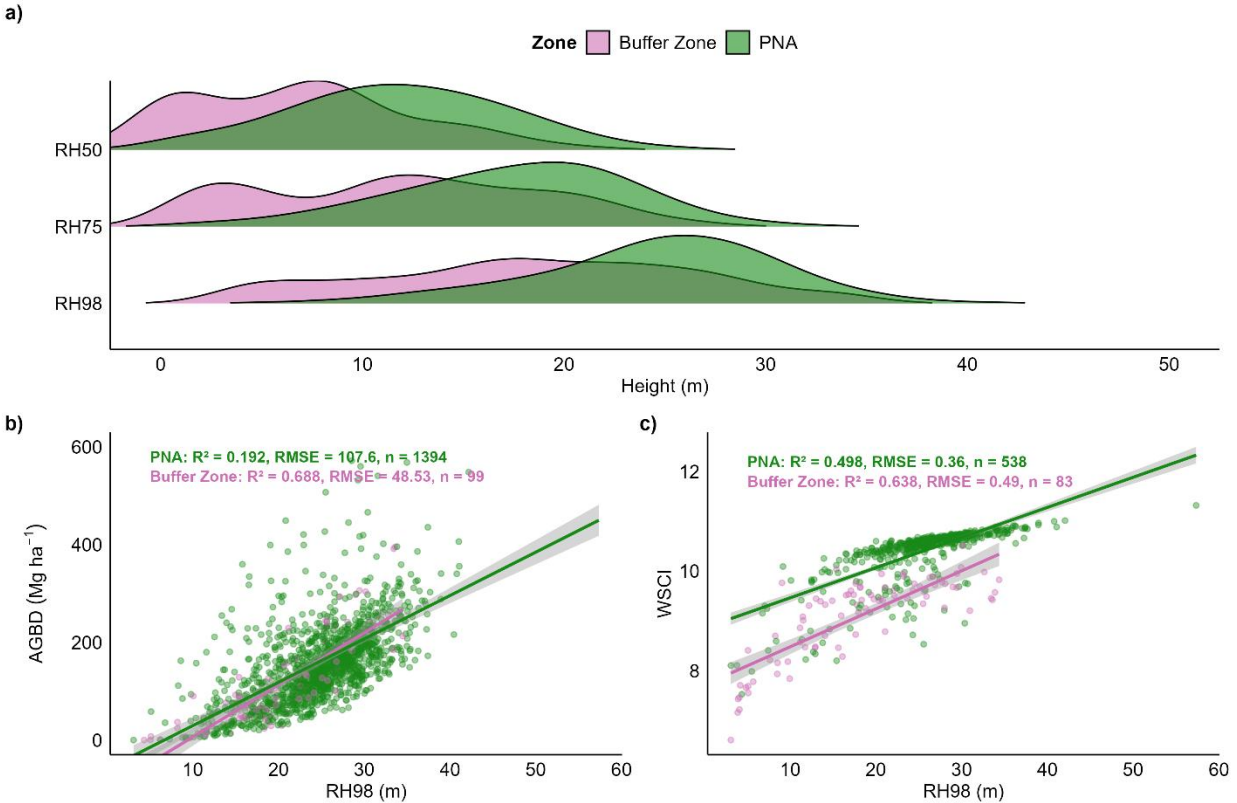 a)
Zone Buffer Zone PNA
RH50
RH75
RH98
0 10 20 30 40 50
Height (m)
b)
AGBD (Mg ha⁻¹)
600
400
200
0
PNA: R² = 0.192, RMSE = 107.6, n = 1394
Buffer Zone: R² = 0.688, RMSE = 48.53, n = 99
10 20 30 40 50 60
RH98 (m)
c)
WSCI
12
10
8
PNA: R² = 0.498, RMSE = 0.36, n = 538
Buffer Zone: R² = 0.638, RMSE = 0.49, n = 83
10 20 30 40 50 60
RH98 (m)